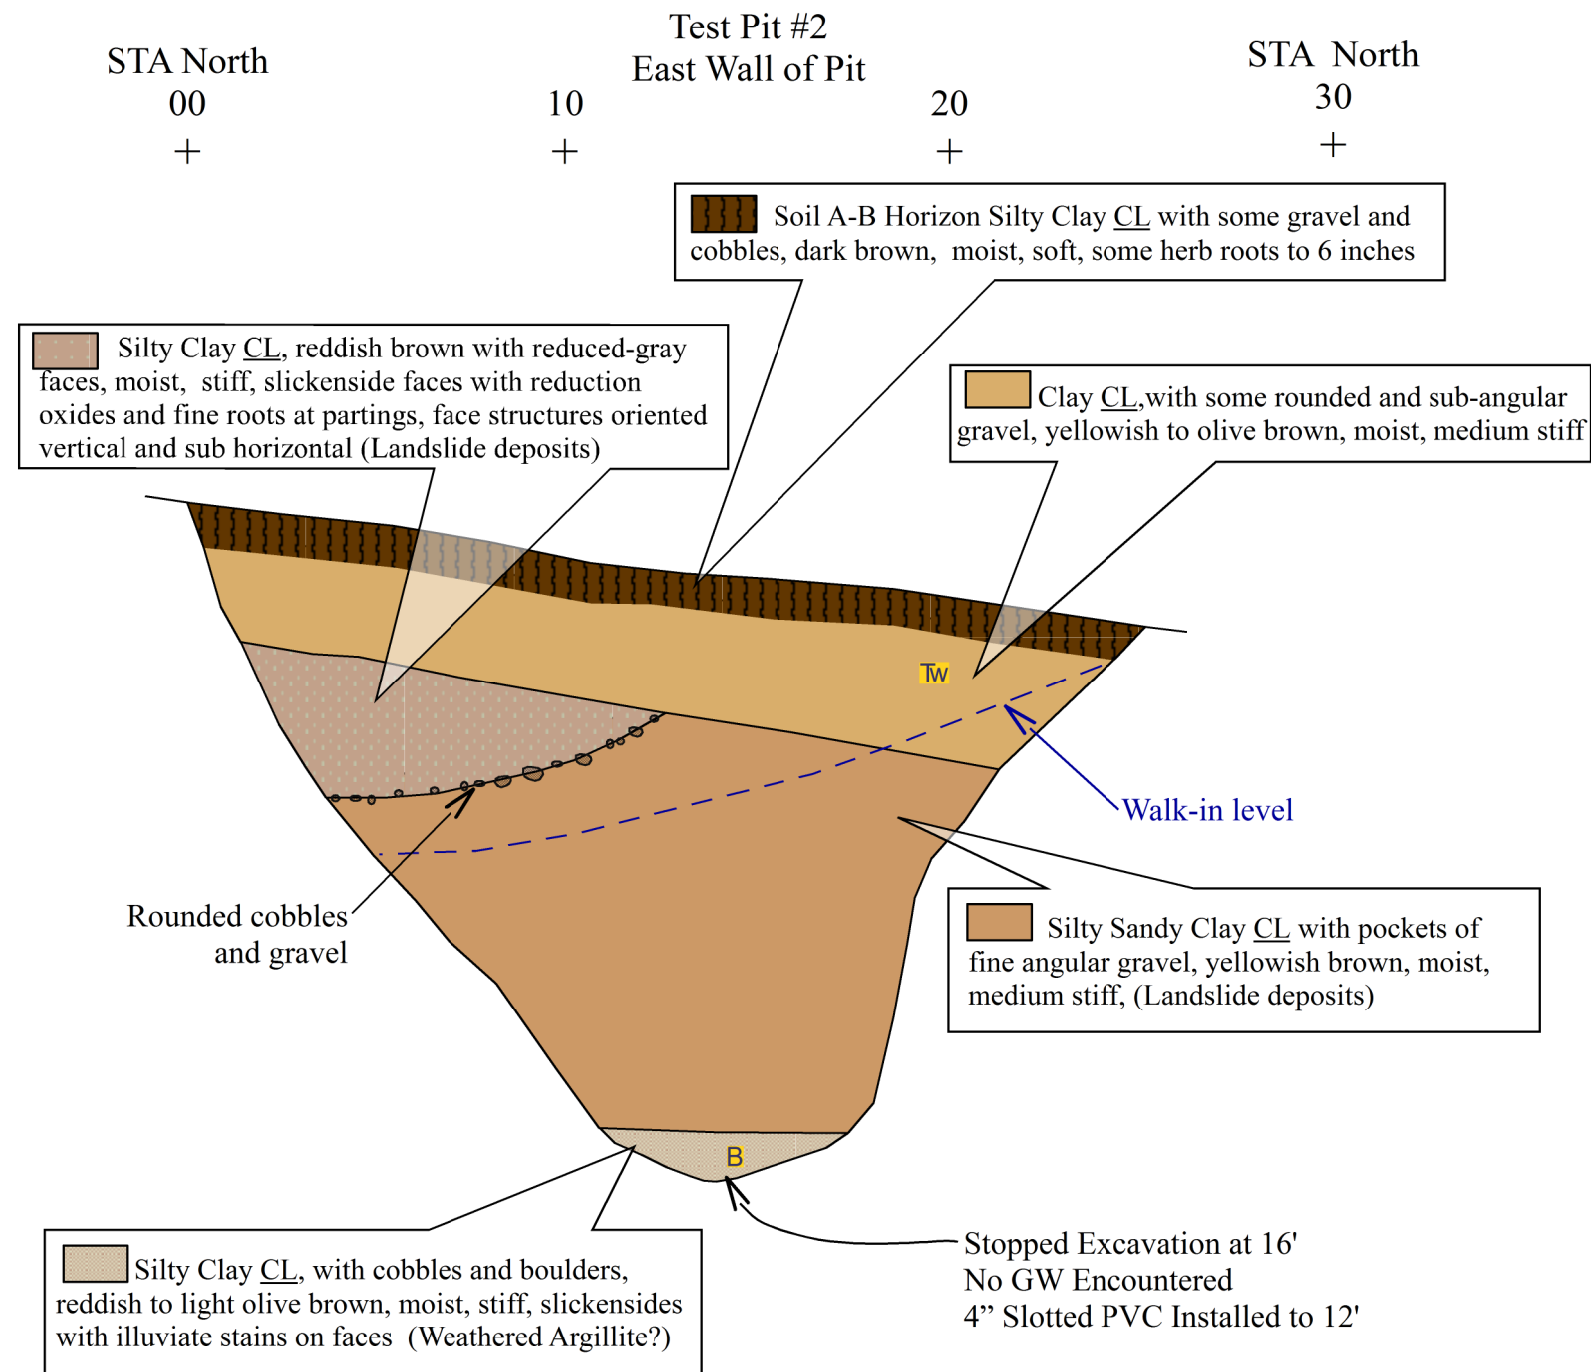 Test Pit #2
East Wall of Pit
STA North
STA  North
00
10
20
30
Soil A-B Horizon Silty Clay CL with some gravel and
cobbles, dark brown,  moist, soft, some herb roots to 6 inches
Silty Clay CL, reddish brown with reduced-gray
faces, moist,  stiff, slickenside faces with reduction
oxides and fine roots at partings, face structures oriented
vertical and sub horizontal (Landslide deposits)
Clay CL,with some rounded and sub-angular
gravel, yellowish to olive brown, moist, medium stiff
Tw
Walk-in level
Rounded cobbles
and gravel
Silty Sandy Clay CL with pockets of
fine angular gravel, yellowish brown, moist,
medium stiff, (Landslide deposits)
B
Silty Clay CL, with cobbles and boulders,
reddish to light olive brown, moist, stiff, slickensides
with illuviate stains on faces  (Weathered Argillite?)
Stopped Excavation at 16'
No GW Encountered
4” Slotted PVC Installed to 12'